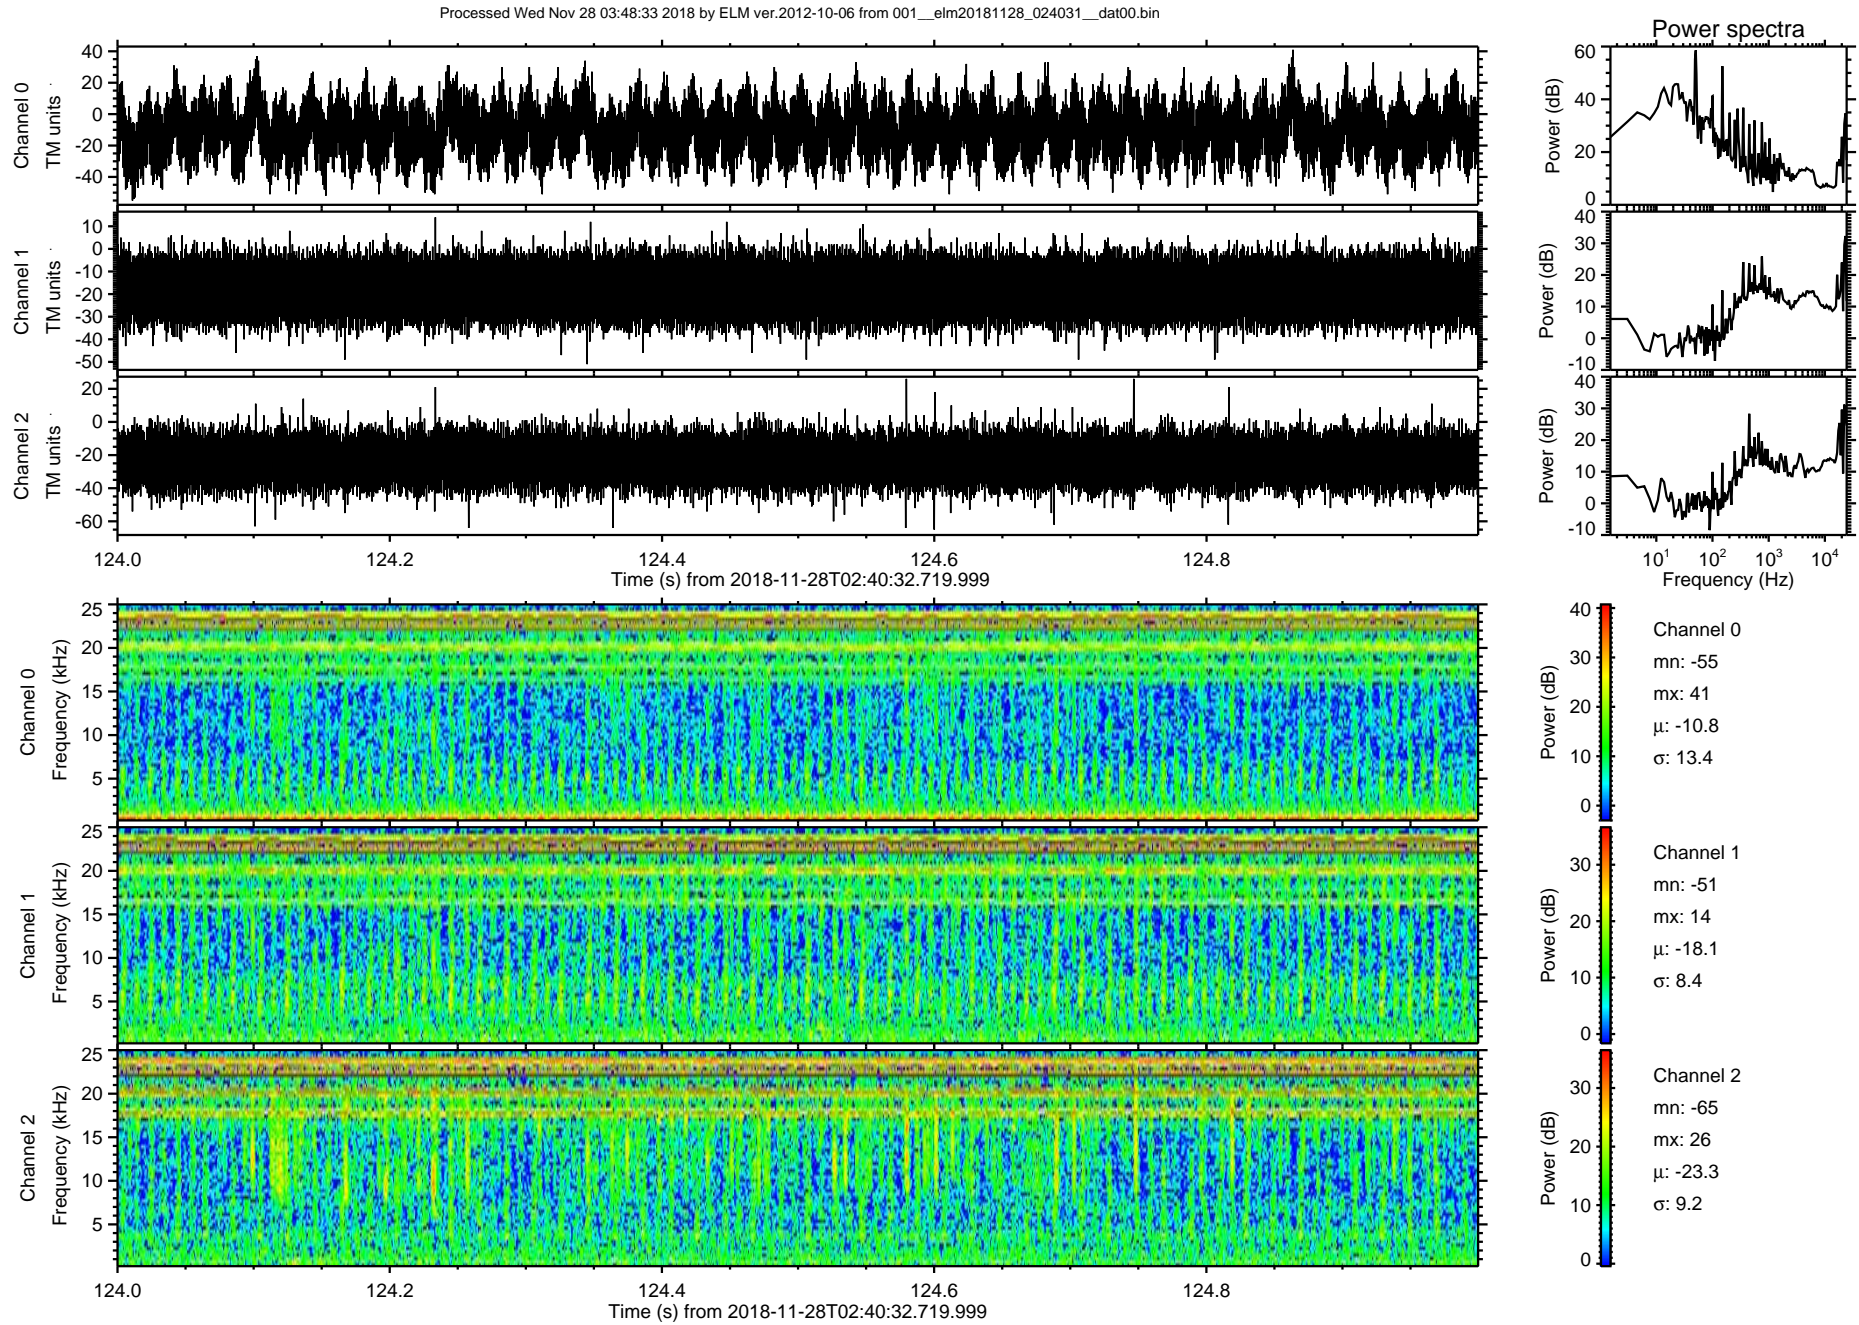 Processed Wed Nov 28 03:48:33 2018 by ELM ver.2012-10-06 from 001__elm20181128_024031__dat00.bin
Power spectra
Channel 0
TM units
40
20
0
-20
-40
Power (dB)
60
40
20
0
Channel 1
TM units
10
0
-10
-20
-30
-40
-50
Power (dB)
40
30
20
10
0
-10
Channel 2
TM units
20
0
-20
-40
-60
Power (dB)
40
30
20
10
0
-10
124.0 124.2 124.4 124.6 124.8
Time (s) from 2018-11-28T02:40:32.719.999
10¹ 10² 10³ 10⁴
Frequency (Hz)
Channel 0
Frequency (kHz)
25
20
15
10
5
Power (dB)
40
30
20
10
0
Channel 0
mn: -55
mx: 41
μ: -10.8
σ: 13.4
Channel 1
Frequency (kHz)
25
20
15
10
5
Power (dB)
30
20
10
0
Channel 1
mn: -51
mx: 14
μ: -18.1
σ: 8.4
Channel 2
Frequency (kHz)
25
20
15
10
5
Power (dB)
30
20
10
0
Channel 2
mn: -65
mx: 26
μ: -23.3
σ: 9.2
124.0 124.2 124.4 124.6 124.8
Time (s) from 2018-11-28T02:40:32.719.999